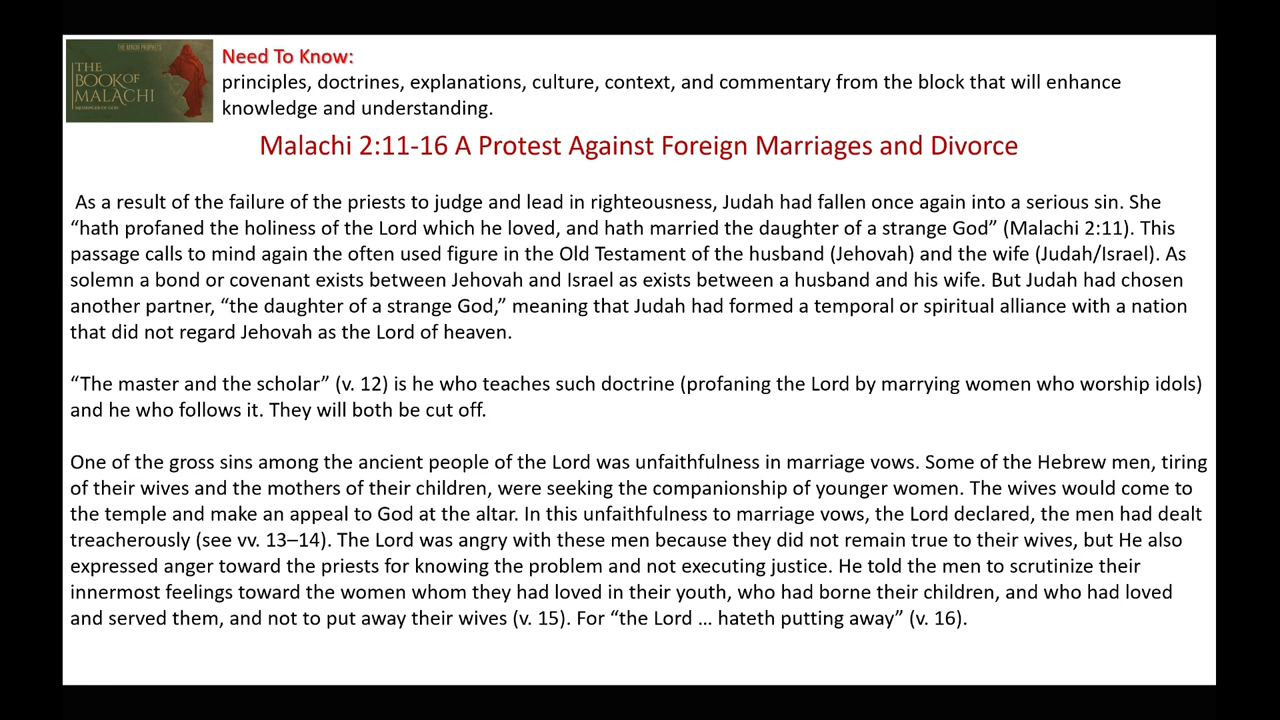 THE MINOR PROPHETS
THE
BOOK OF
MALACHI
MESSENGER OF GOD
Need To Know:
principles, doctrines, explanations, culture, context, and commentary from the block that will enhance
knowledge and understanding.
Malachi 2:11-16 A Protest Against Foreign Marriages and Divorce
As a result of the failure of the priests to judge and lead in righteousness, Judah had fallen once again into a serious sin. She
“hath profaned the holiness of the Lord which he loved, and hath married the daughter of a strange God” (Malachi 2:11). This
passage calls to mind again the often used figure in the Old Testament of the husband (Jehovah) and the wife (Judah/Israel). As
solemn a bond or covenant exists between Jehovah and Israel as exists between a husband and his wife. But Judah had chosen
another partner, “the daughter of a strange God,” meaning that Judah had formed a temporal or spiritual alliance with a nation
that did not regard Jehovah as the Lord of heaven.
“The master and the scholar” (v. 12) is he who teaches such doctrine (profaning the Lord by marrying women who worship idols)
and he who follows it. They will both be cut off.
One of the gross sins among the ancient people of the Lord was unfaithfulness in marriage vows. Some of the Hebrew men, tiring
of their wives and the mothers of their children, were seeking the companionship of younger women. The wives would come to
the temple and make an appeal to God at the altar. In this unfaithfulness to marriage vows, the Lord declared, the men had dealt
treacherously (see vv. 13–14). The Lord was angry with these men because they did not remain true to their wives, but He also
expressed anger toward the priests for knowing the problem and not executing justice. He told the men to scrutinize their
innermost feelings toward the women whom they had loved in their youth, who had borne their children, and who had loved
and served them, and not to put away their wives (v. 15). For “the Lord … hateth putting away” (v. 16).